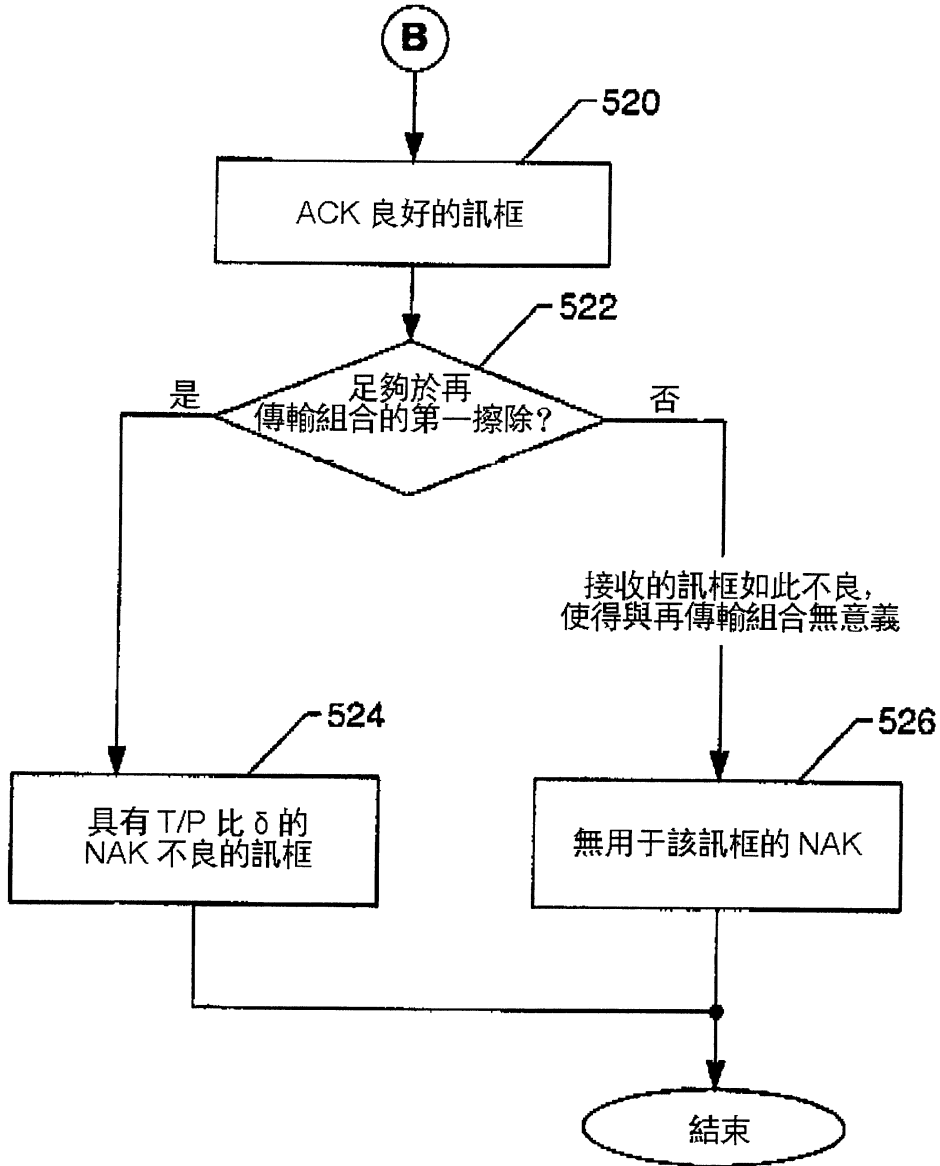 B
520
ACK 良好的訊框
522
足夠於再
傳輸組合的第一擦除?
是
否
接收的訊框如此不良,
使得與再傳輸組合無意義
524
526
具有 T/P 比 δ 的
NAK 不良的訊框
無用于該訊框的 NAK
結束